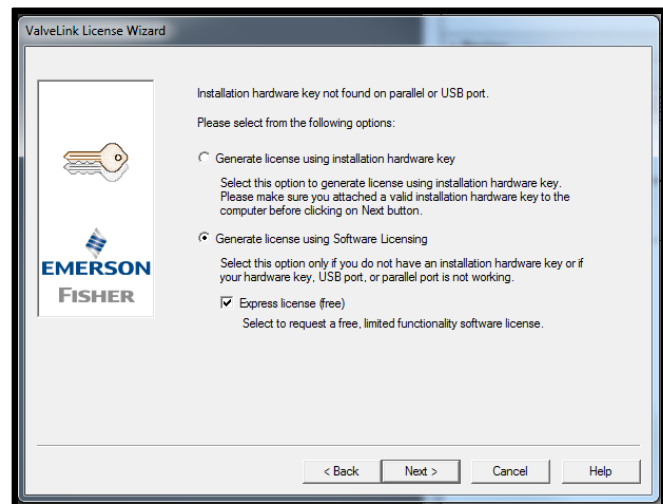 ValveLink License Wizard
Installation hardware key not found on parallel or USB port.
Please select from the following options:
Generate license using installation hardware key
Select this option to generate license using installation hardware key.
Please make sure you attached a valid installation hardware key to the
computer before clicking on Next button.
Generate license using Software Licensing
Select this option only if you do not have an installation hardware key or if
your hardware key, USB port, or parallel port is not working.
Express license (free)
Select to request a free, limited functionality software license.
EMERSON
FISHER
< Back
Next >
Cancel
Help